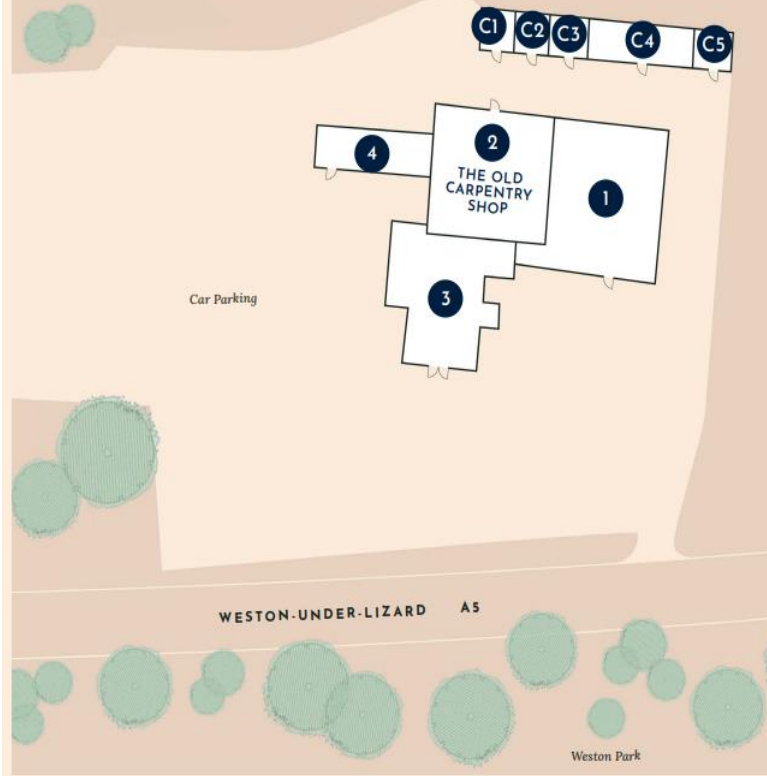 C1
C2
C3
C4
C5
4
2
THE OLD
CARPENTRY
SHOP
1
3
Car Parking
WESTON-UNDER-LIZARD A5
Weston Park